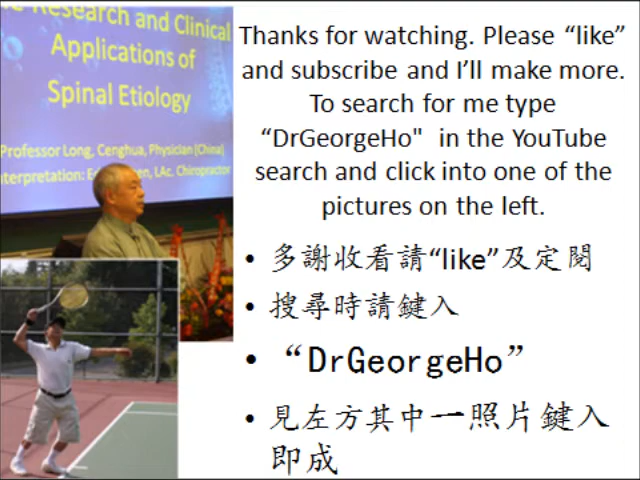 Research and Clinical
Applications of
Spinal Etiology
Professor Long, Cenghua, Physician (China)
LAc. Chiropractor
Thanks for watching. Please “like”
and subscribe and I’ll make more.
To search for me type
“DrGeorgeHo" in the YouTube
search and click into one of the
pictures on the left.
• 多謝收看請“like”及定閱
• 搜尋時請鍵入
• “DrGeorgeHo”
• 見左方其中一照片鍵入
即成